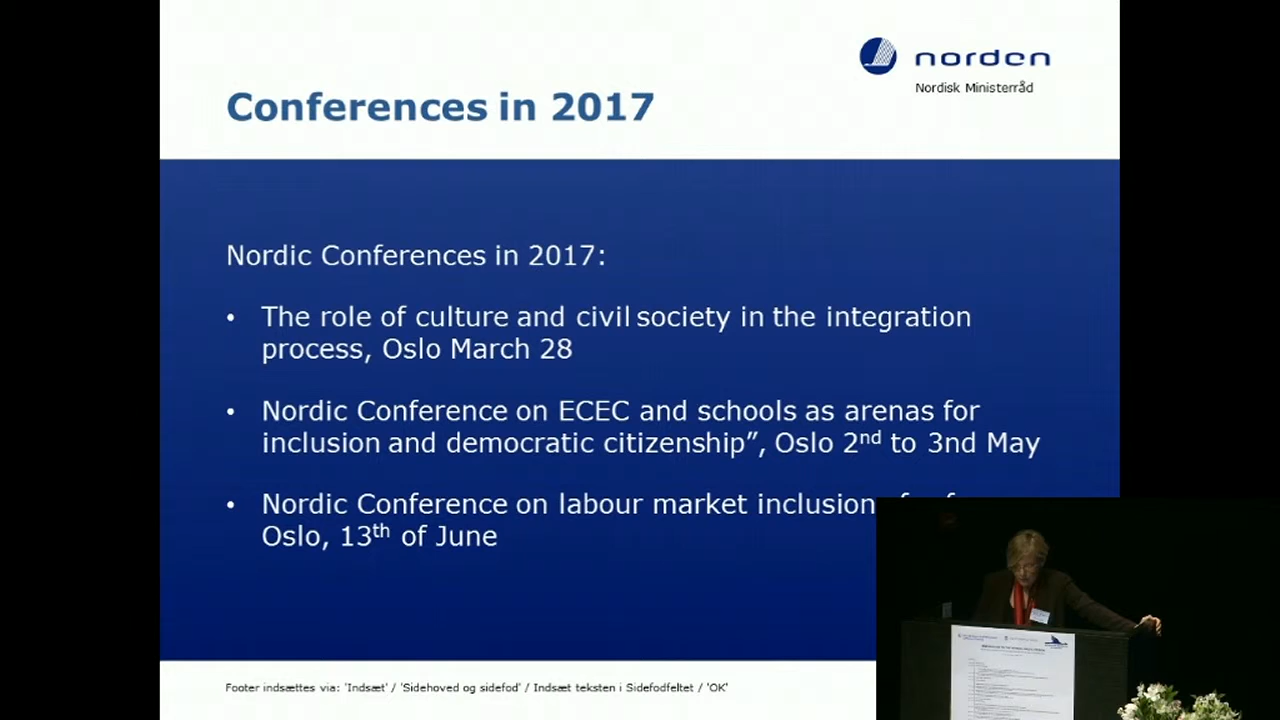 norden
Nordisk Ministerråd
Conferences in 2017
Nordic Conferences in 2017:
• The role of culture and civil society in the integration
process, Oslo March 28
• Nordic Conference on ECEC and schools as arenas for
inclusion and democratic citizenship”, Oslo 2nd to 3nd May
• Nordic Conference on labour market inclusion
Oslo, 13th of June
Footer indsættes via: 'Indsæt' / 'Sidehoved og sidefod' / Indsæt teksten i Sidefodfeltet / 'OK'